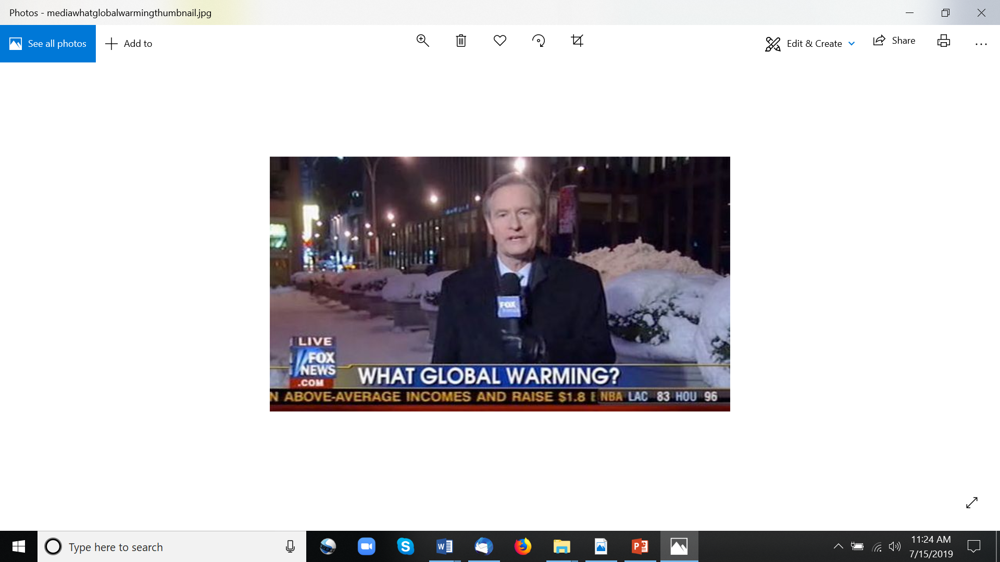 Photos - mediawhatglobalwarmingthumbnail.jpg
See all photos
Add to
Edit & Create
Share
FOX
LIVE
FOX
NEWS
.COM
WHAT GLOBAL WARMING?
N ABOVE-AVERAGE INCOMES AND RAISE $1.8
NBA LAC 83 HOU 96
Type here to search
11:24 AM
7/15/2019